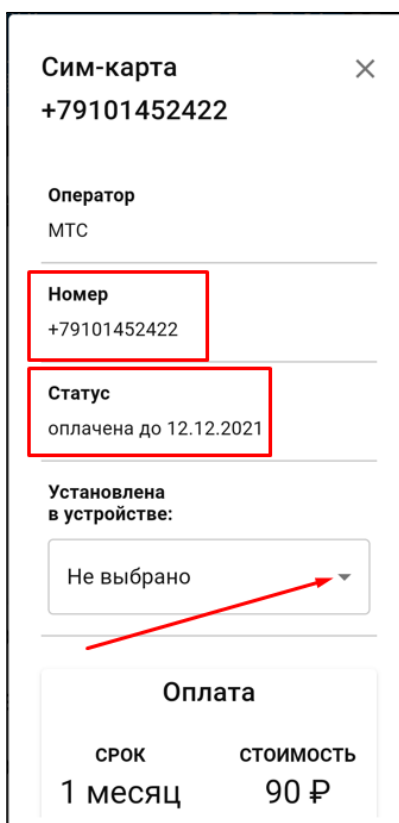 Сим-карта
+79101452422
Оператор
МТС
Номер
+79101452422
Статус
оплачена до 12.12.2021
Установлена
в устройстве:
Не выбрано
Оплата
СРОК СТОИМОСТЬ
1 месяц 90 ₽